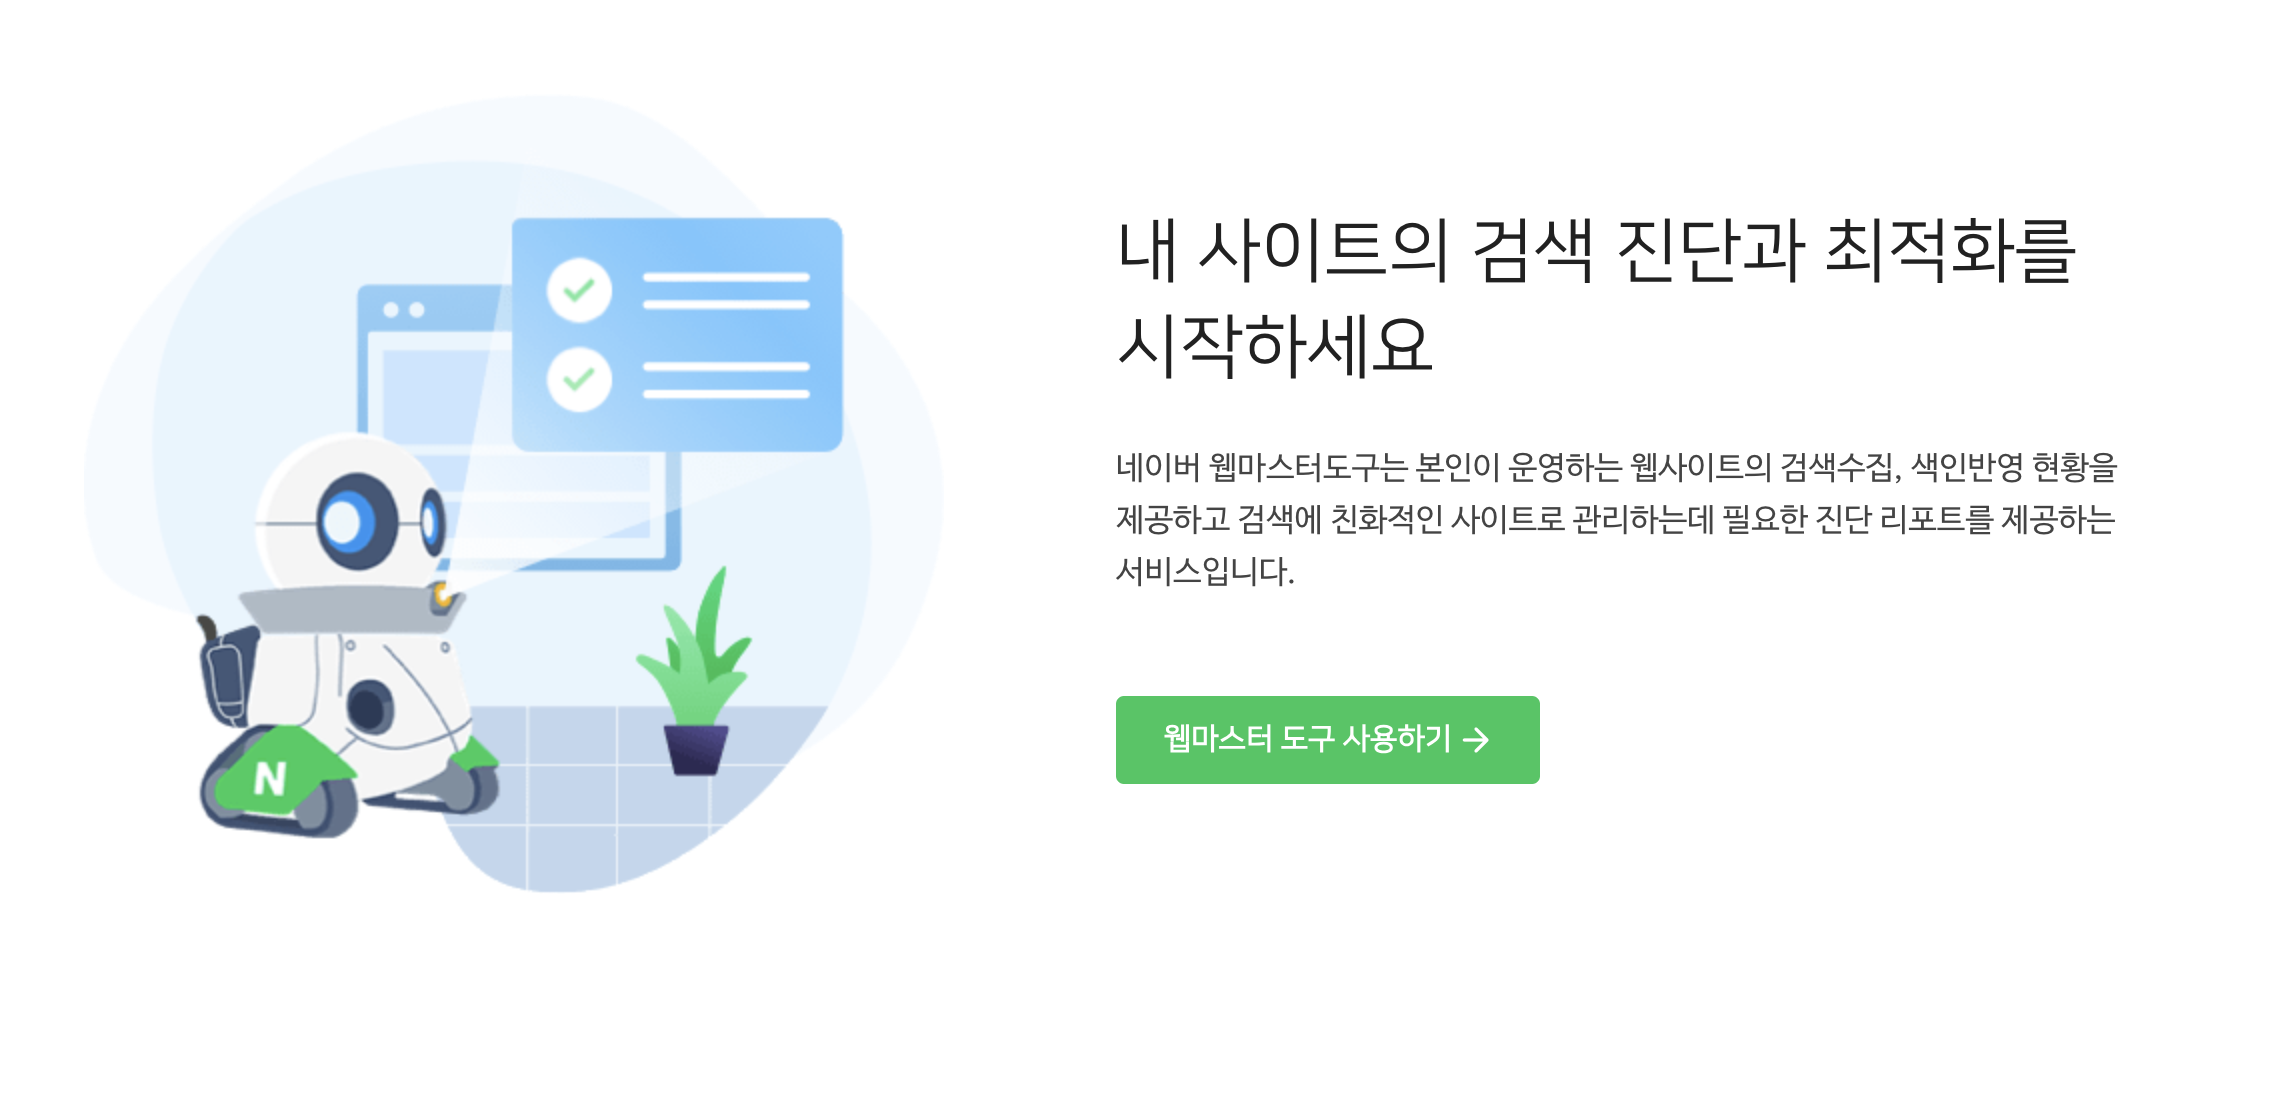 내 사이트의 검색 진단과 최적화를
시작하세요
네이버 웹마스터도구는 본인이 운영하는 웹사이트의 검색수집, 색인반영 현황을
제공하고 검색에 친화적인 사이트로 관리하는데 필요한 진단 리포트를 제공하는
서비스입니다.
웹마스터 도구 사용하기 →
N